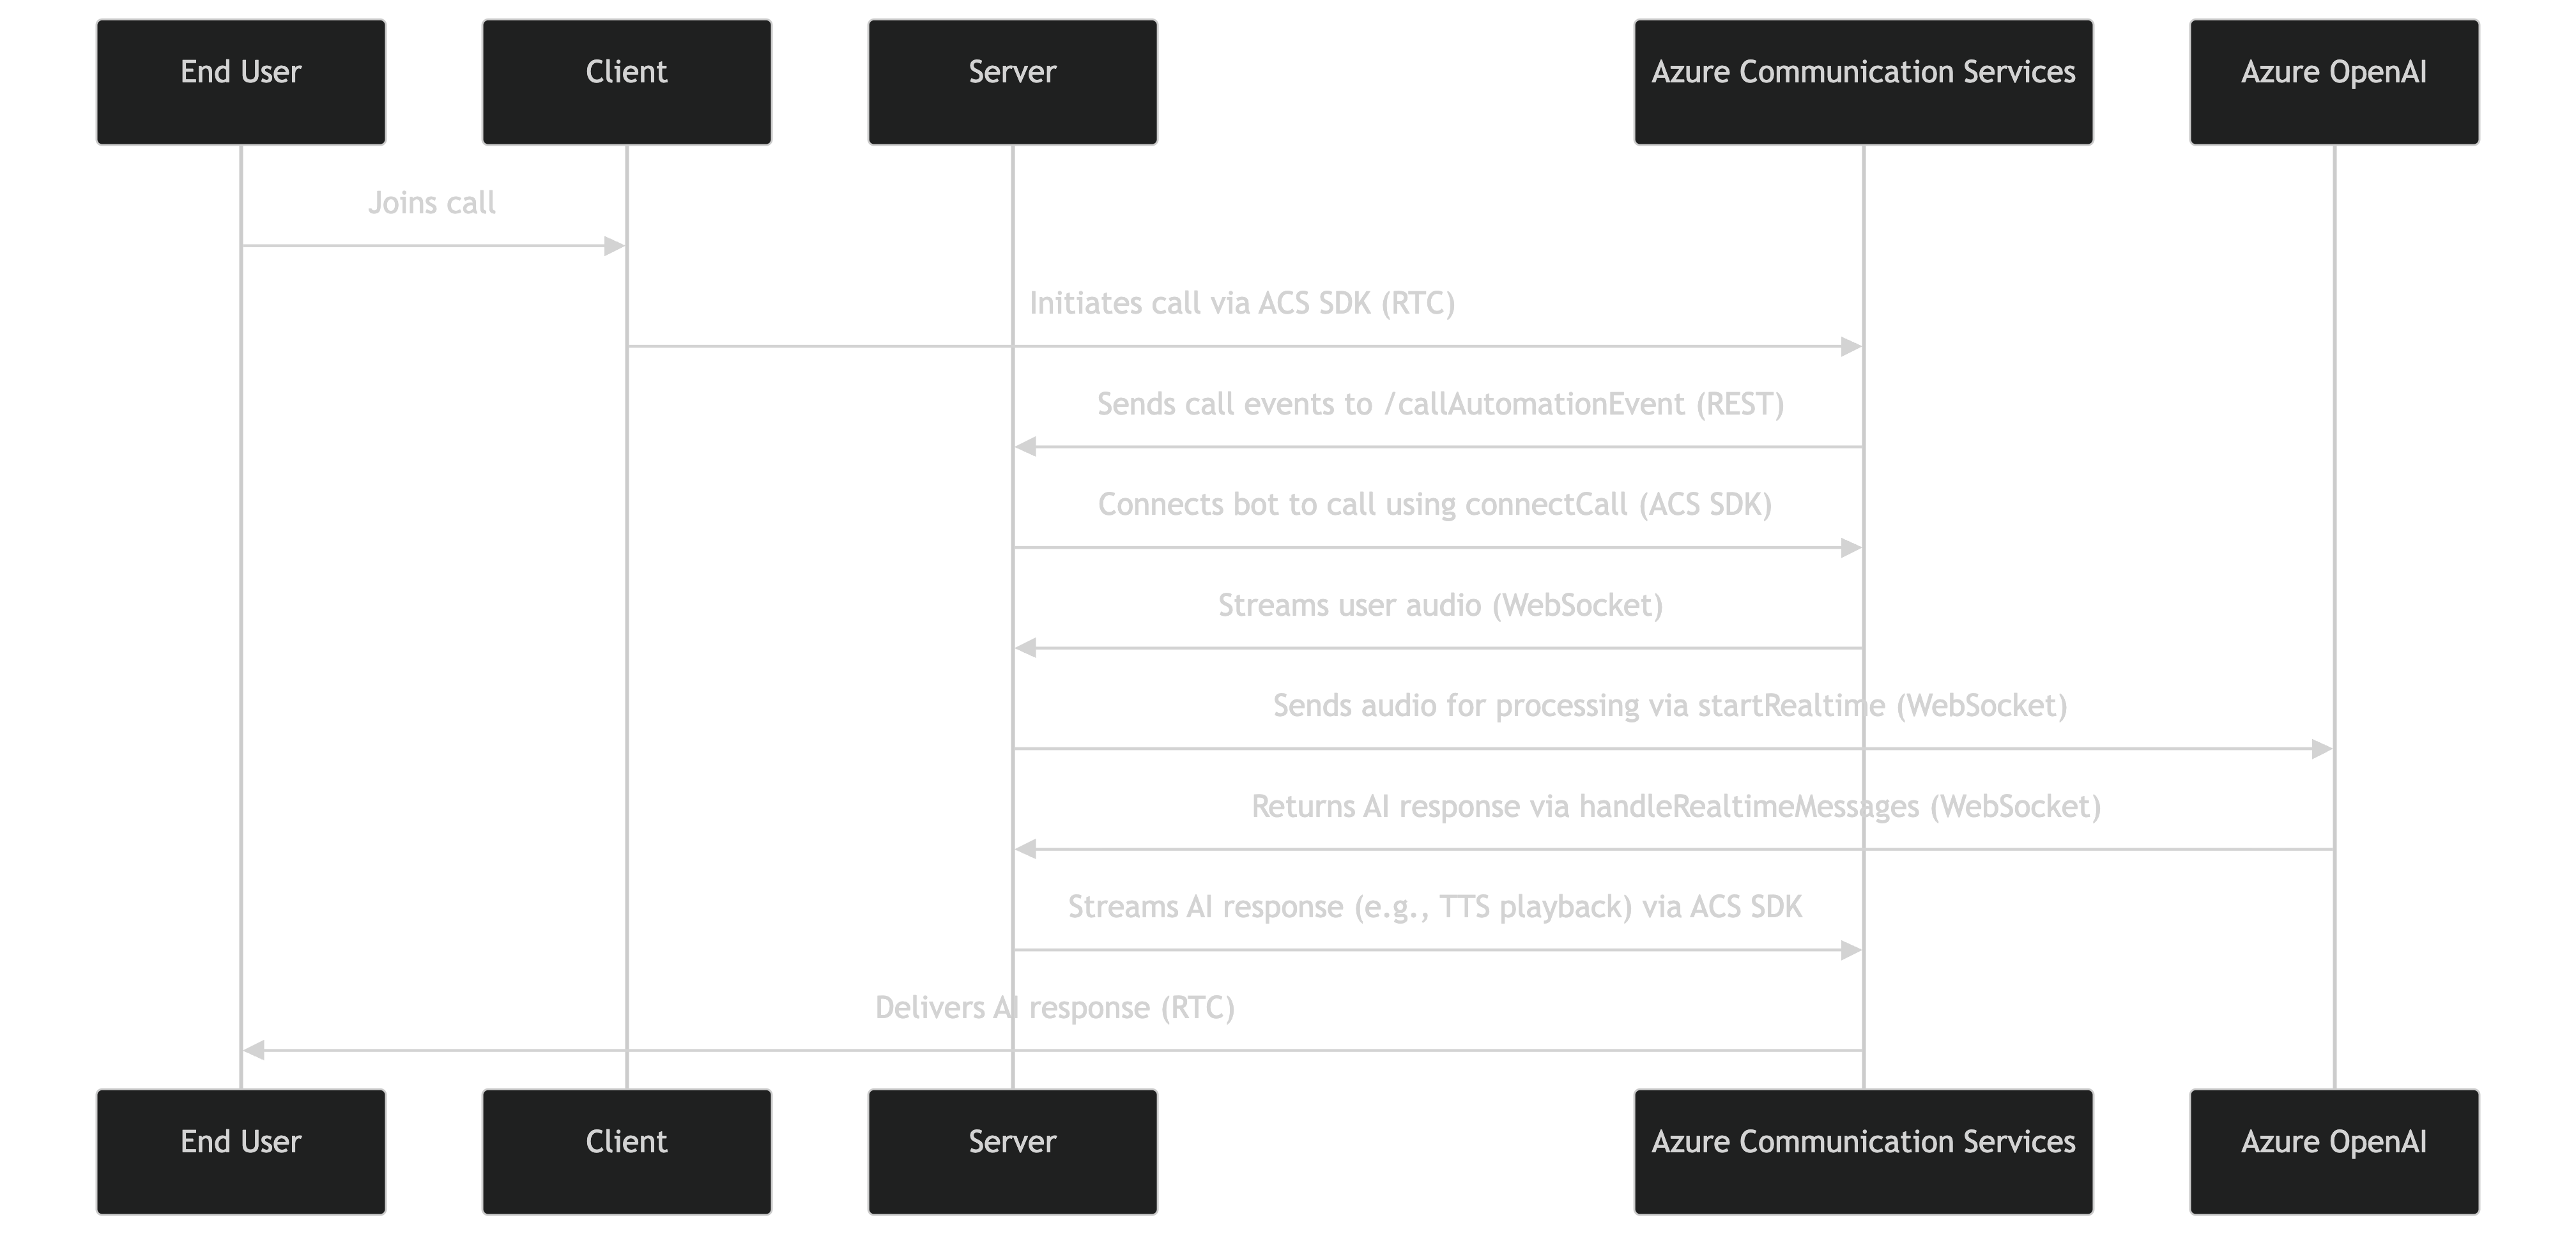 End User
Client
Server
Azure Communication Services
Azure OpenAI
Joins call
Initiates call via ACS SDK (RTC)
Sends call events to /callAutomationEvent (REST)
Connects bot to call using connectCall (ACS SDK)
Streams user audio (WebSocket)
Sends audio for processing via startRealtime (WebSocket)
Returns AI response via handleRealtimeMessages (WebSocket)
Streams AI response (e.g., TTS playback) via ACS SDK
Delivers AI response (RTC)
End User
Client
Server
Azure Communication Services
Azure OpenAI